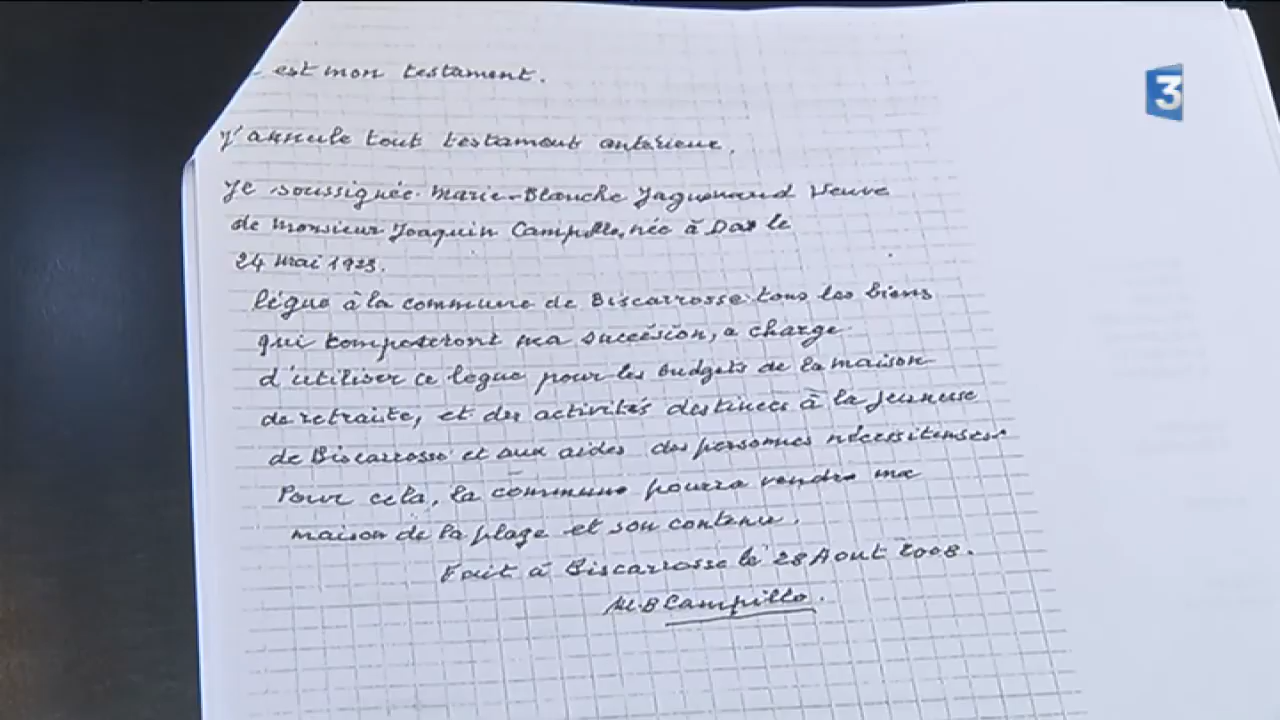 est mon testament.
J'annule tout testament antérieur.
Je soussignée Marie-Blanche Jaguenaud Veuve
de Monsieur Joaquin Campillo, née à Dax le
24 mai 1923.
lègue à la commune de Biscarrosse tous les biens
qui composeront ma succésion, a charge
d'utiliser ce legue pour les budgets de la maison
de retraite, et des activités destinées à la jeunesse
de Biscarrosse et aux aides des personnes nécessiteuses
Pour cela, la commune pourra vendre ma
maison de la plage et son contenu.
Fait à Biscarrosse le 28 Aout 2008.
M.B Campillo.
3